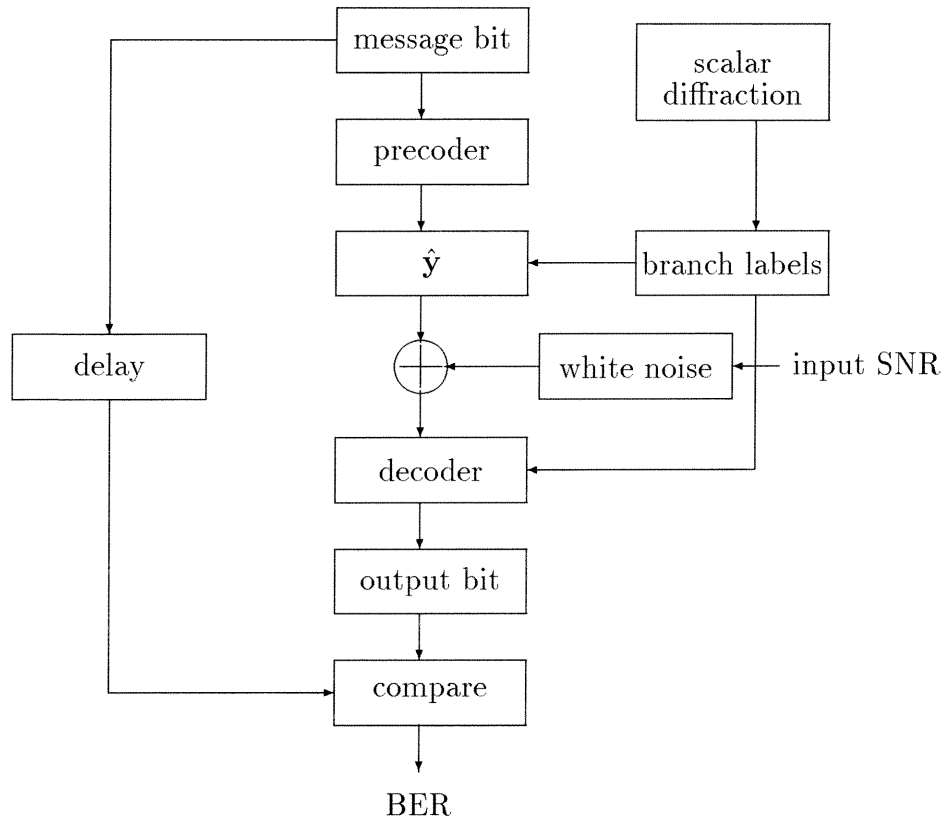 message bit
scalar
diffraction
precoder
ŷ
branch labels
delay
white noise
input SNR
decoder
output bit
compare
BER